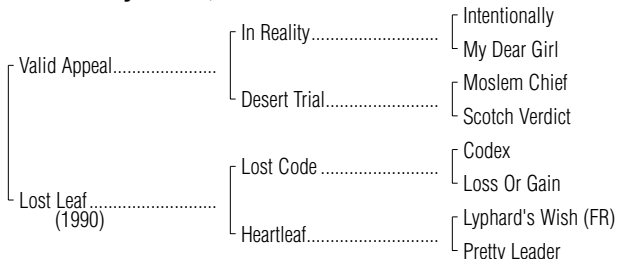 Intentionally
In Reality..............................
My Dear Girl
Valid Appeal.......................
Moslem Chief
Desert Trial...........................
Scotch Verdict
Codex
Lost Code ............................
Loss Or Gain
Lost Leaf............................
(1990)
Lyphard's Wish (FR)
Heartleaf...............................
Pretty Leader